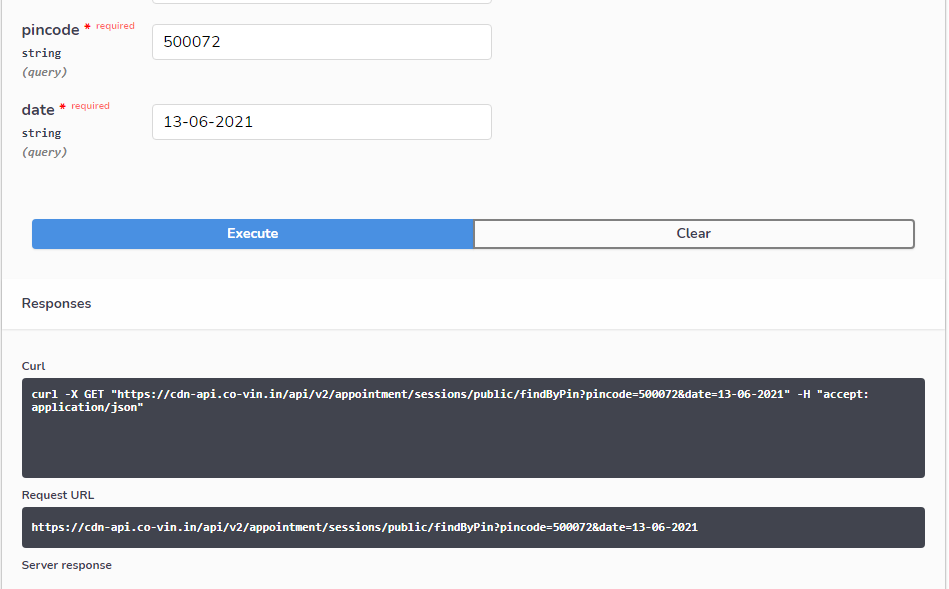 pincode * required
500072
string
(query)
date * required
13-06-2021
string
(query)
Execute
Clear
Responses
Curl
curl -X GET "https://cdn-api.co-vin.in/api/v2/appointment/sessions/public/findByPin?pincode=500072&date=13-06-2021" -H "accept:
application/json"
Request URL
https://cdn-api.co-vin.in/api/v2/appointment/sessions/public/findByPin?pincode=500072&date=13-06-2021
Server response